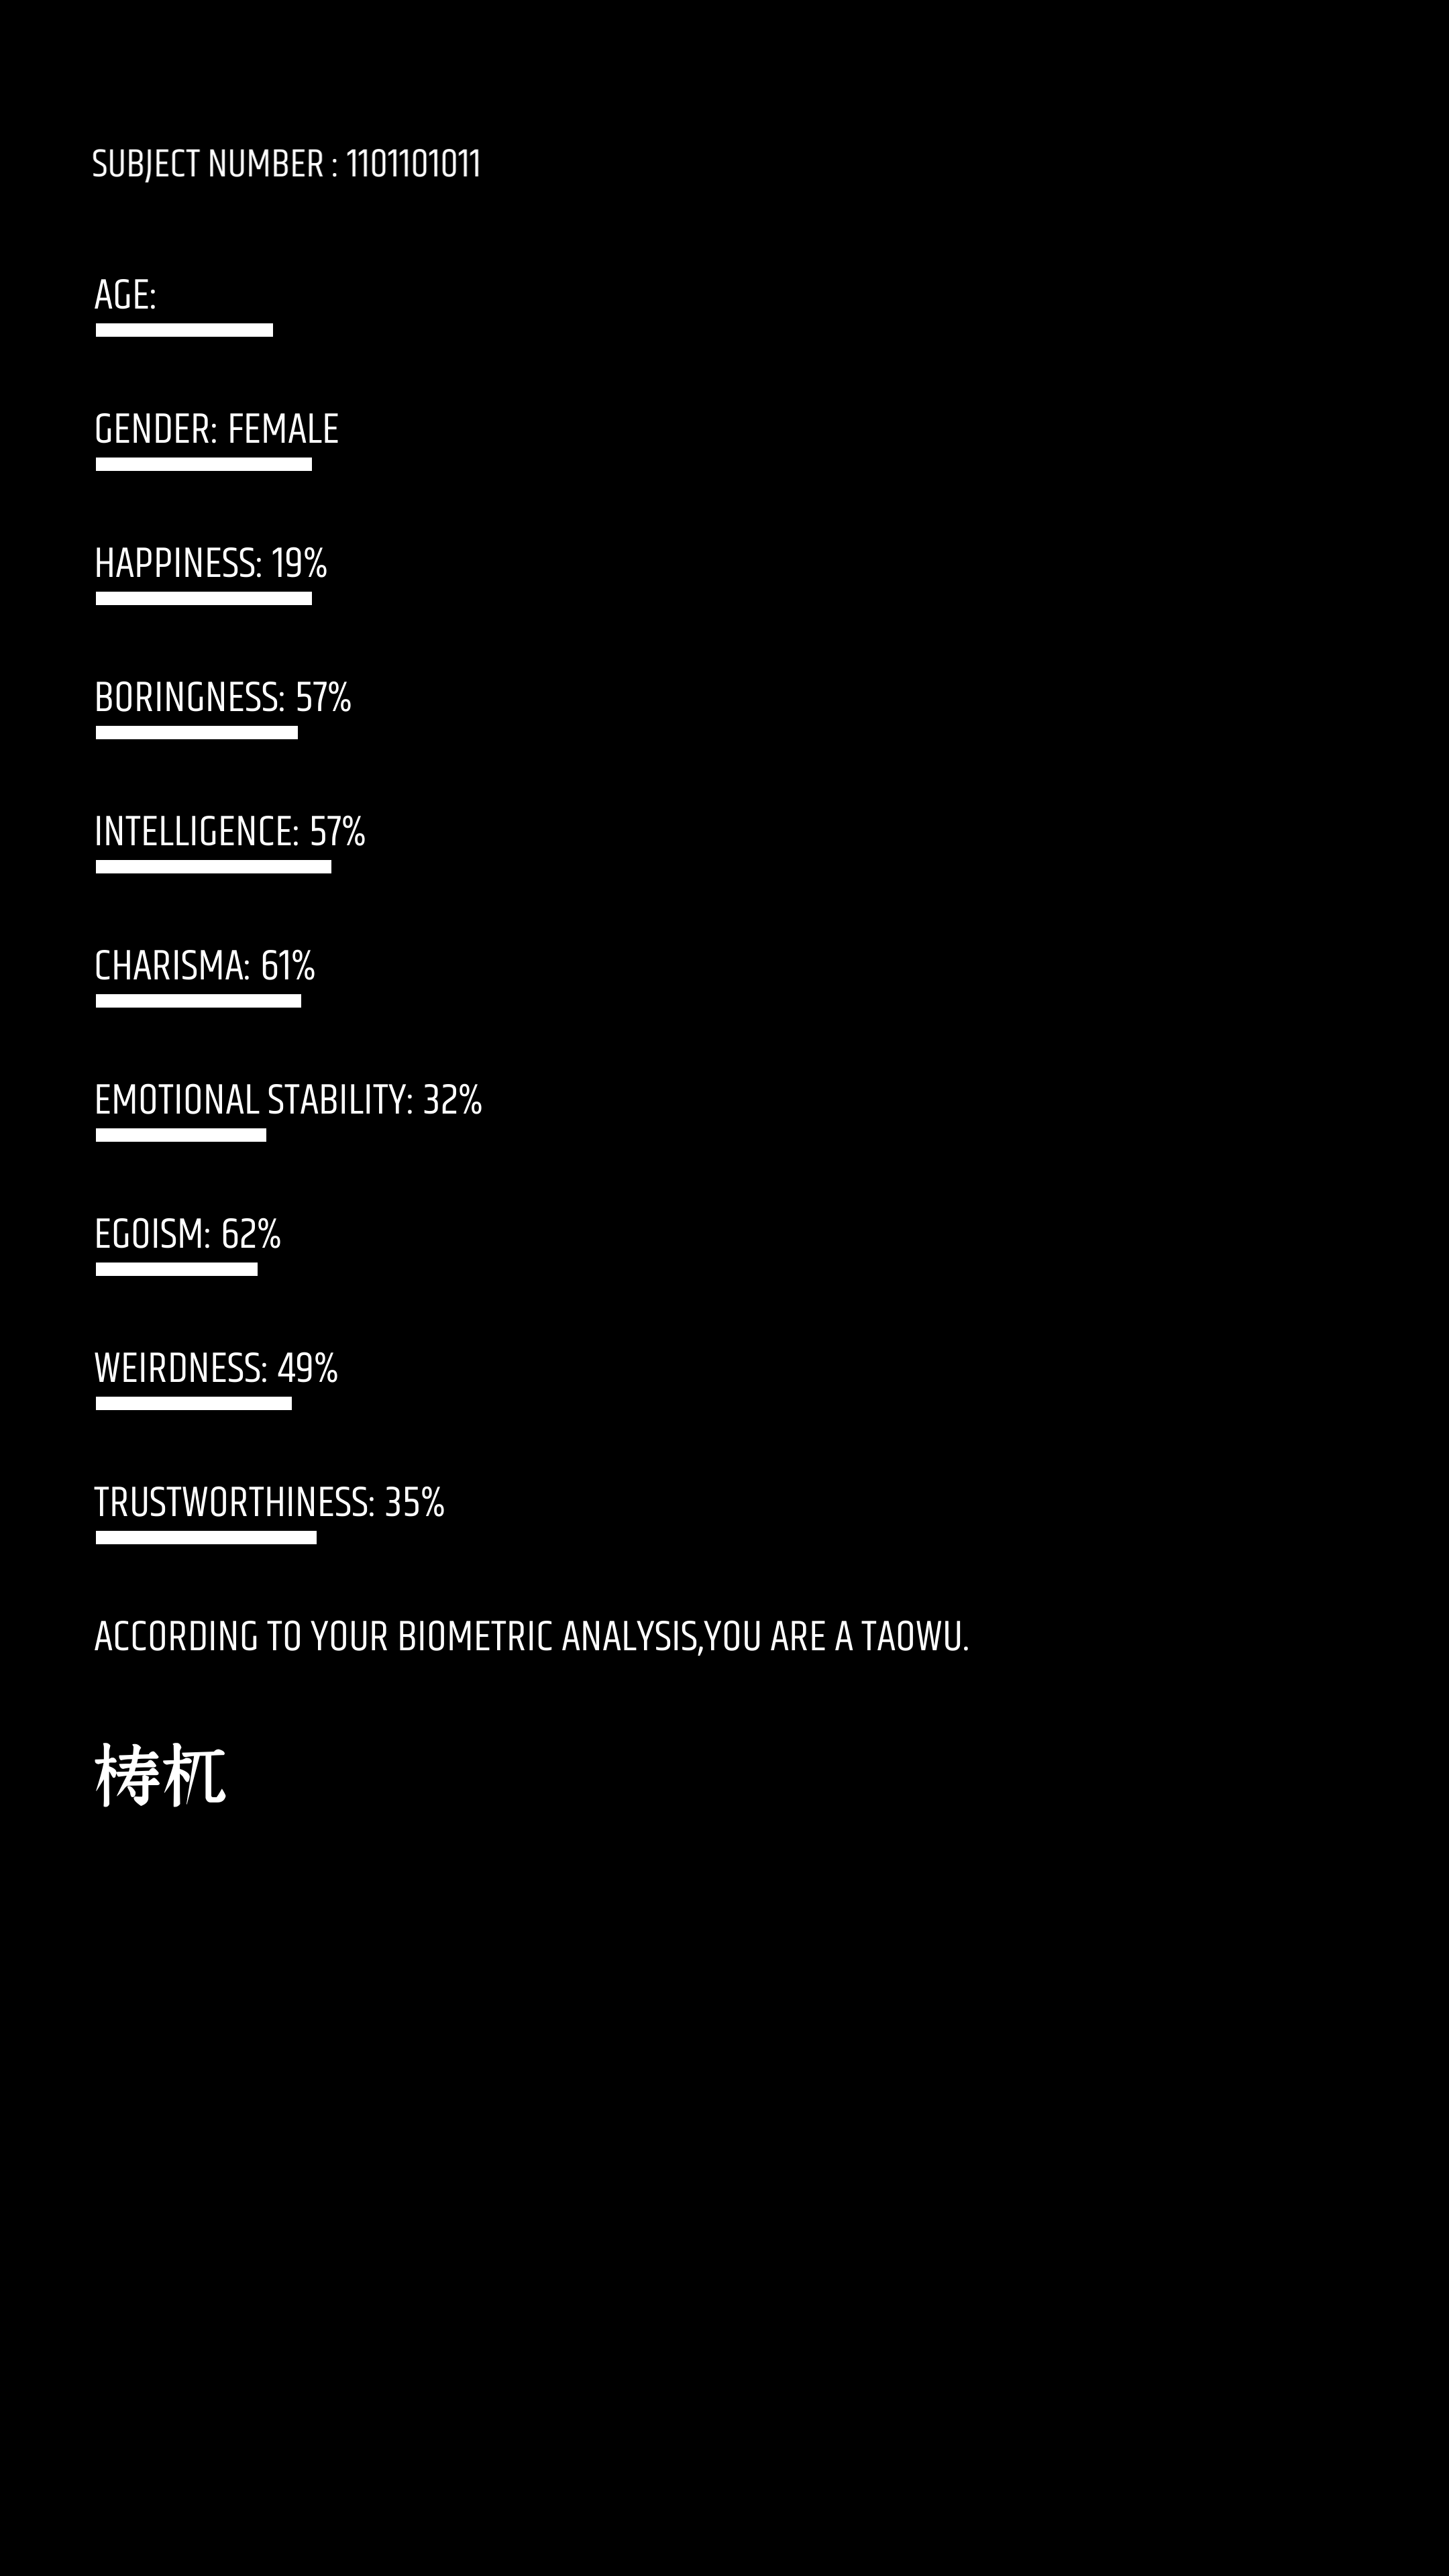 SUBJECT NUMBER : 1101101011
AGE:
GENDER: FEMALE
HAPPINESS: 19%
BORINGNESS: 57%
INTELLIGENCE: 57%
CHARISMA: 61%
EMOTIONAL STABILITY: 32%
EGOISM: 62%
WEIRDNESS: 49%
TRUSTWORTHINESS: 35%
ACCORDING TO YOUR BIOMETRIC ANALYSIS,YOU ARE A TAOWU.
梼杌